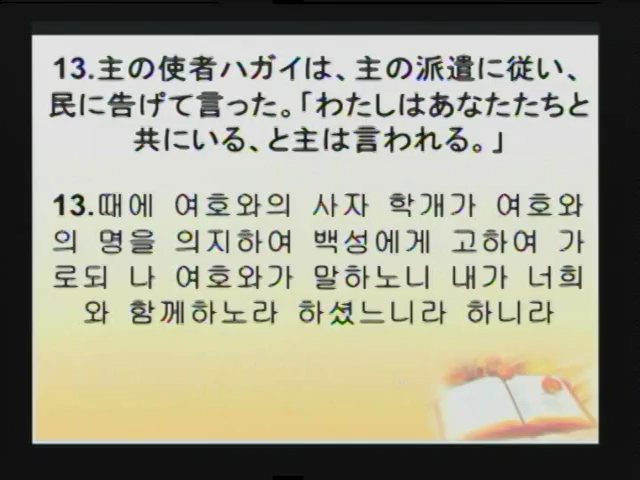 13.主の使者ハガイは、主の派遣に従い、
民に告げて言った。「わたしはあなたたちと
共にいる、と主は言われる。」
13.때에 여호와의 사자 학개가 여호와
의 명을 의지하여 백성에게 고하여 가
로되 나 여호와가 말하노니 내가 너희
와 함께하노라 하셨느니라 하니라